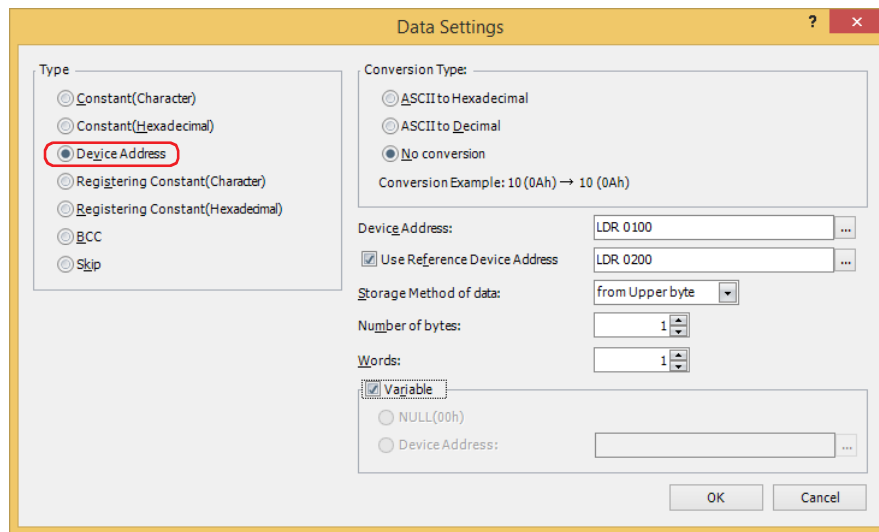 Data Settings
? ×
Type
Constant(Character)
Constant(Hexadecimal)
Device Address
Registering Constant(Character)
Registering Constant(Hexadecimal)
BCC
Skip
Conversion Type:
ASCII to Hexadecimal
ASCII to Decimal
No conversion
Conversion Example: 10 (0Ah) → 10 (0Ah)
Device Address: LDR 0100 ...
Use Reference Device Address LDR 0200 ...
Storage Method of data: from Upper byte
Number of bytes: 1
Words: 1
Variable
NULL(00h)
Device Address: ...
OK Cancel